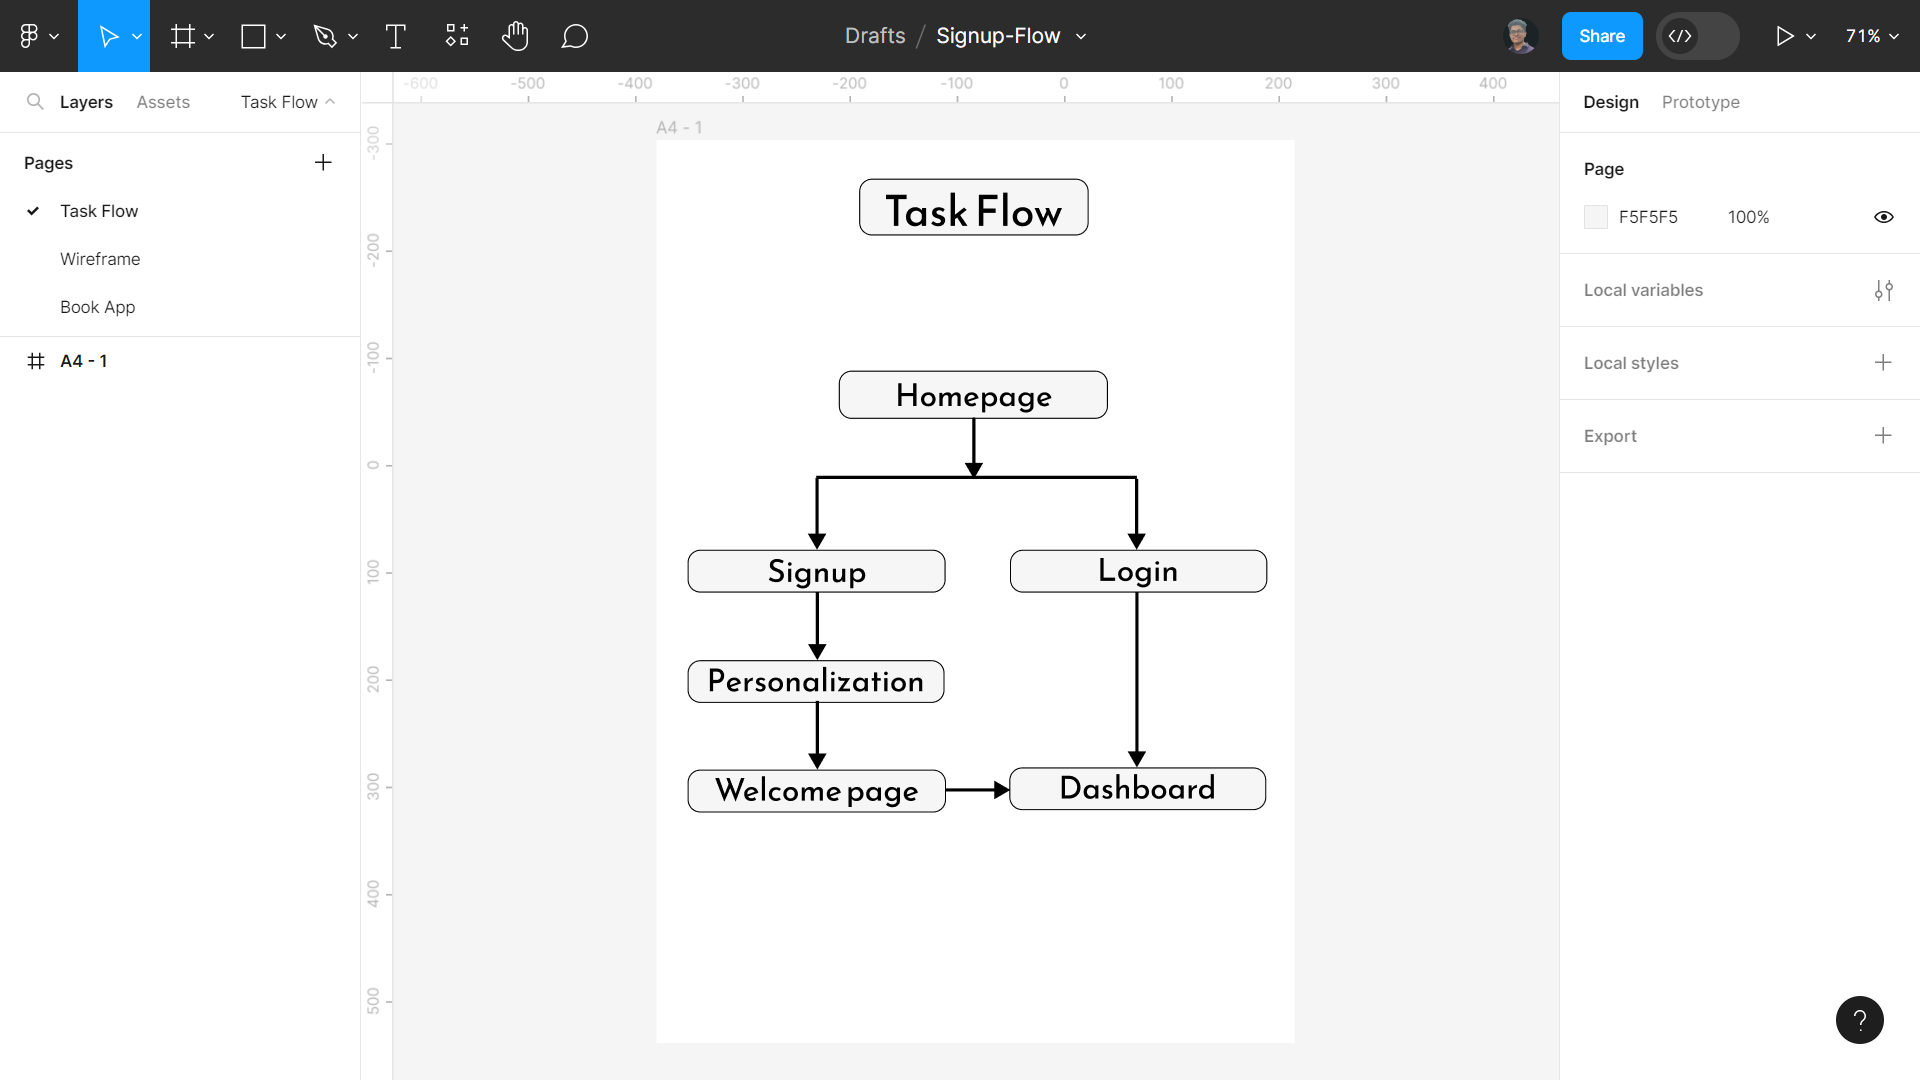 Drafts / Signup-Flow
Share
71%
Layers Assets Task Flow
Pages
Task Flow
Wireframe
Book App
A4 - 1
-600 -500 -400 -300 -200 -100 0 100 200 300 400
-300
-200
-100
0
100
200
300
400
500
A4 - 1
Task Flow
Homepage
Signup Login
Personalization
Welcome page Dashboard
Design Prototype
Page
F5F5F5 100%
Local variables
Local styles
Export
?